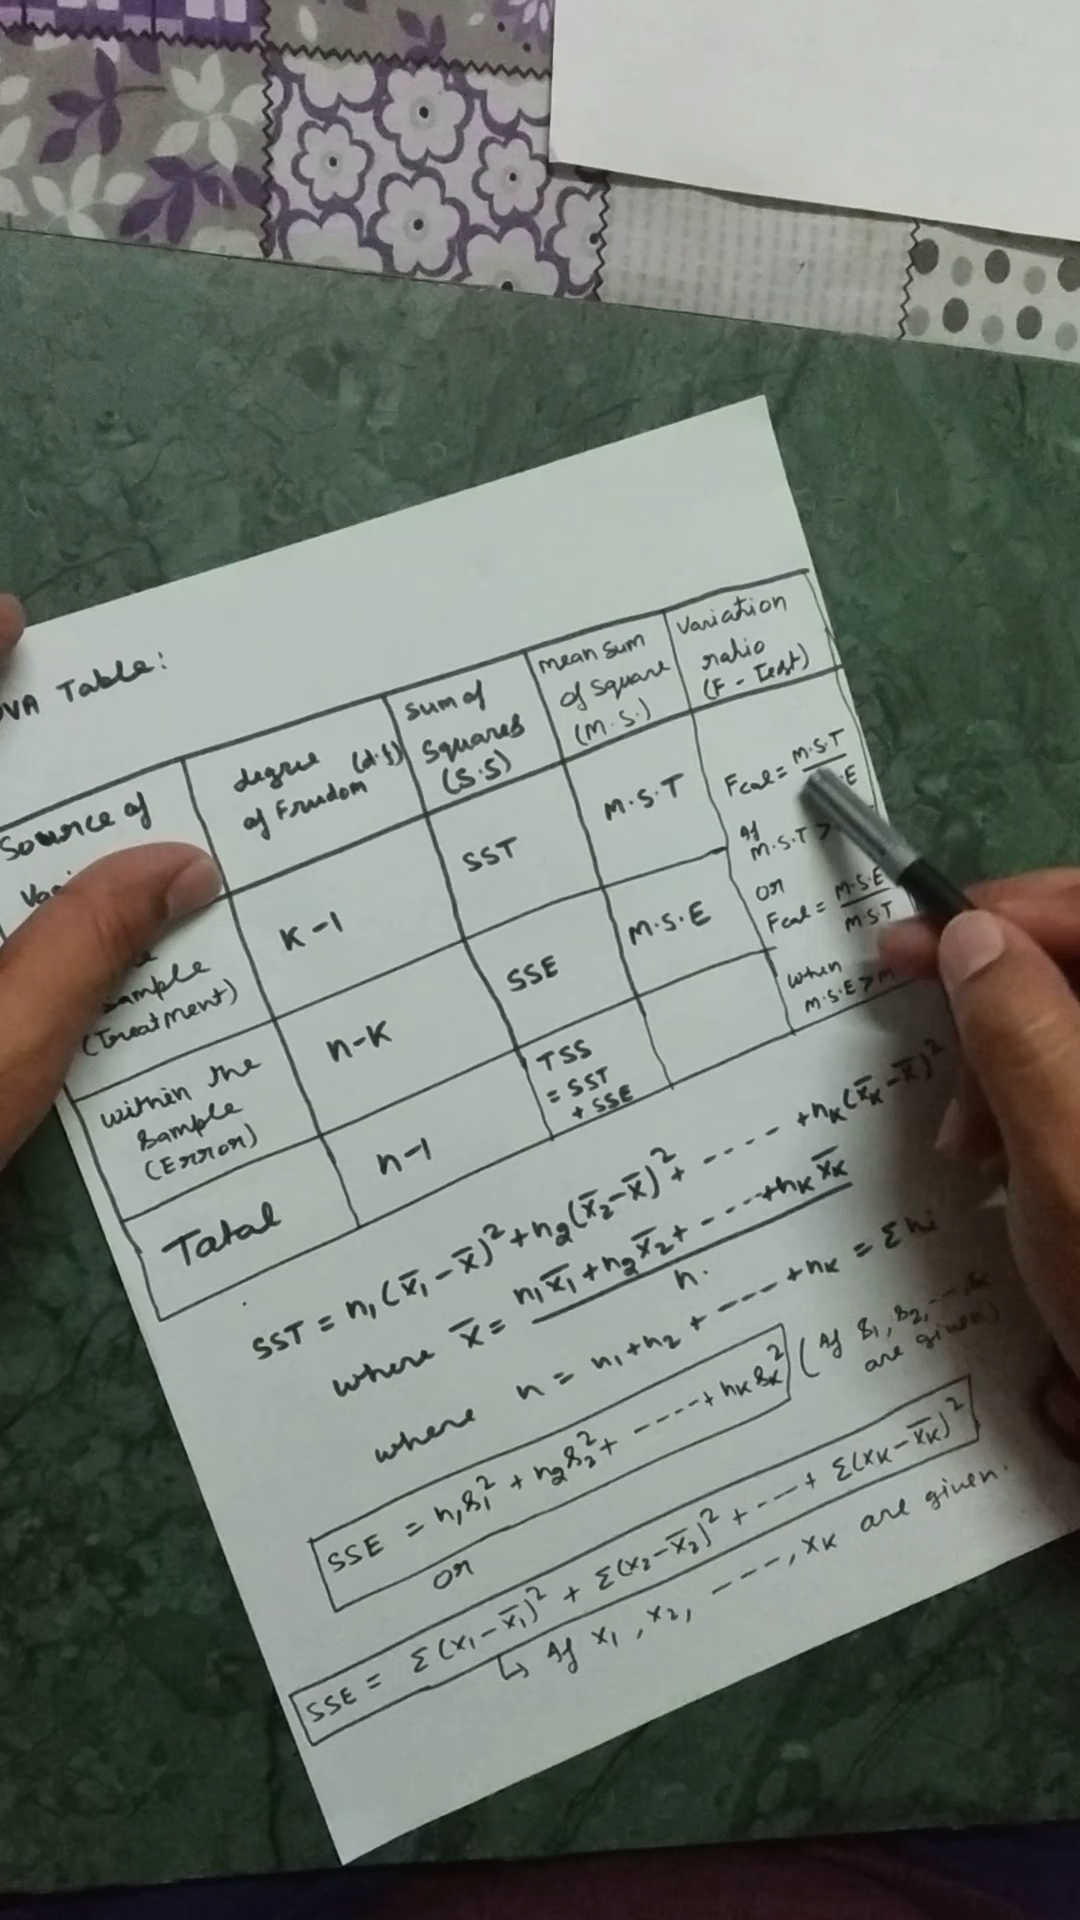 OVA Table:
Source of
degree (d.f)
of Freedom
Sum of
Squares
(S.S)
mean sum
of square
(M.S.)
Variation
ratio
(F - Test)
Sample
(Treatment)
K-1
SST
M.S.T
Fcal = M.S.T
.E
If
M.S.T >
or
Fcal = M.S.E
M.S.T
when
M.S.E >
within the
Sample
(Error)
n-K
SSE
M.S.E
Tatal
n-1
TSS
= SST
+ SSE
SST = n₁(x̄₁ - x̄)² + n₂(x̄₂ - x̄)² + ---- + nₖ(x̄ₖ - x̄)²
where x̄ = n₁x̄₁ + n₂x̄₂ + ---- + nₖx̄ₖ
n.
where n = n₁ + n₂ + ---- + nₖ = Σni
SSE = n₁s₁² + n₂s₂² + ----- + nₖsₖ² (If s₁, s₂, --,
are given)
or
SSE = Σ(x₁ - x̄₁)² + Σ(x₂ - x̄₂)² + --- + Σ(xₖ - x̄ₖ)²
↳ If x₁, x₂, ----, xₖ are given.